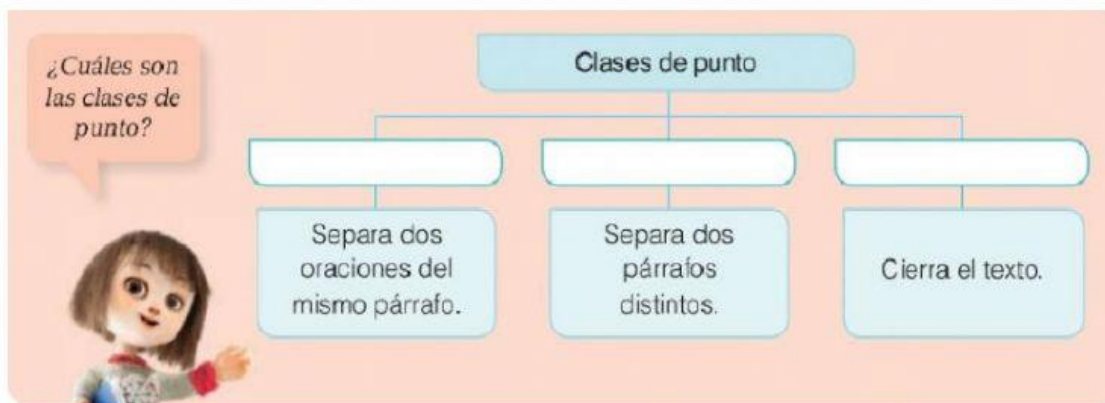 ¿Cuáles son
las clases de
punto?
Clases de punto
Separa dos
oraciones del
mismo párrafo.
Separa dos
párrafos
distintos.
Cierra el texto.